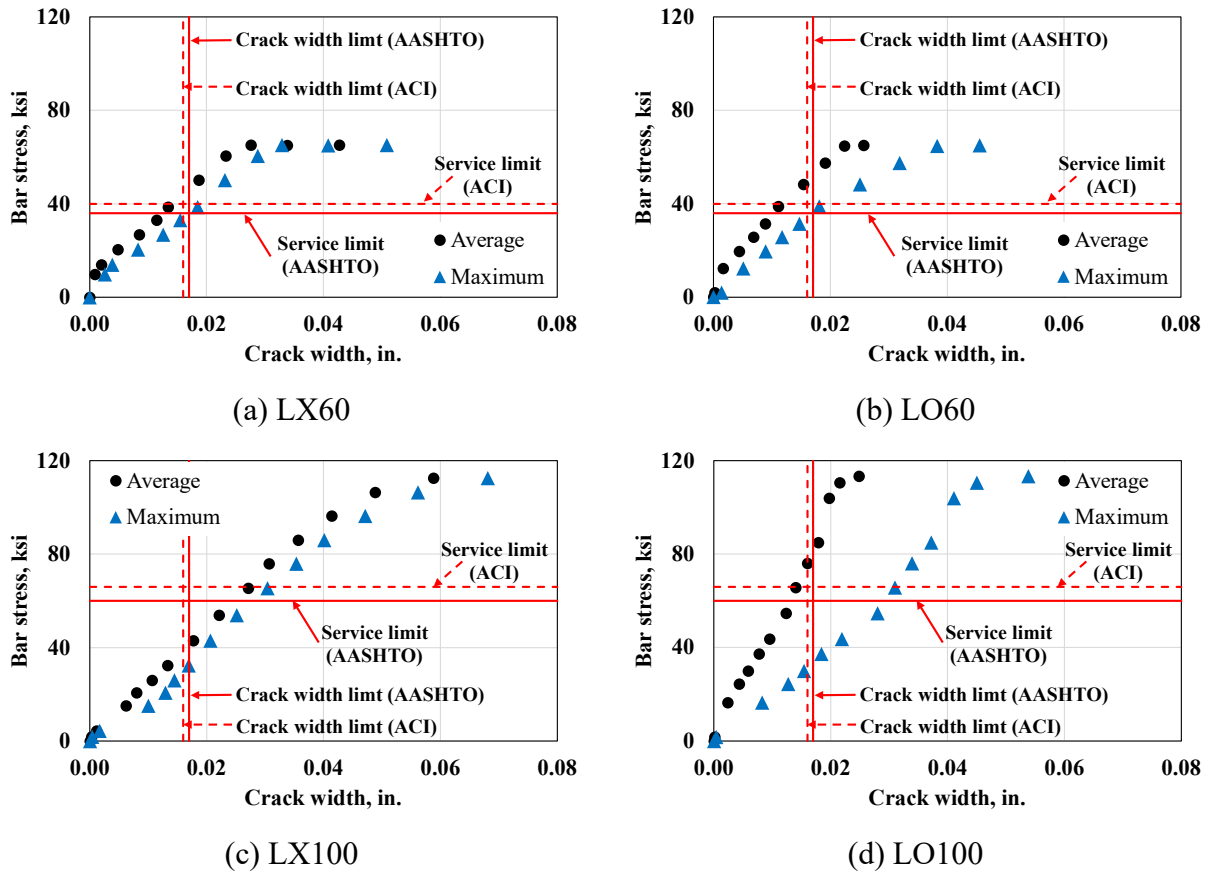 120
80
40
0
Bar stress, ksi
Crack width limt (AASHTO)
Crack width limt (ACI)
Service limit
(ACI)
Service limit
(AASHTO)
Average
Maximum
0.00 0.02 0.04 0.06 0.08
Crack width, in.
(a) LX60
120
80
40
0
Bar stress, ksi
Crack width limt (AASHTO)
Crack width limt (ACI)
Service limit
(ACI)
Service limit
(AASHTO)
Average
Maximum
0.00 0.02 0.04 0.06 0.08
Crack width, in.
(b) LO60
120
80
40
0
Bar stress, ksi
Average
Maximum
Service limit
(ACI)
Service limit
(AASHTO)
Crack width limt (AASHTO)
Crack width limt (ACI)
0.00 0.02 0.04 0.06 0.08
Crack width, in.
(c) LX100
120
80
40
0
Bar stress, ksi
Average
Maximum
Service limit
(ACI)
Service limit
(AASHTO)
Crack width limt (AASHTO)
Crack width limt (ACI)
0.00 0.02 0.04 0.06 0.08
Crack width, in.
(d) LO100